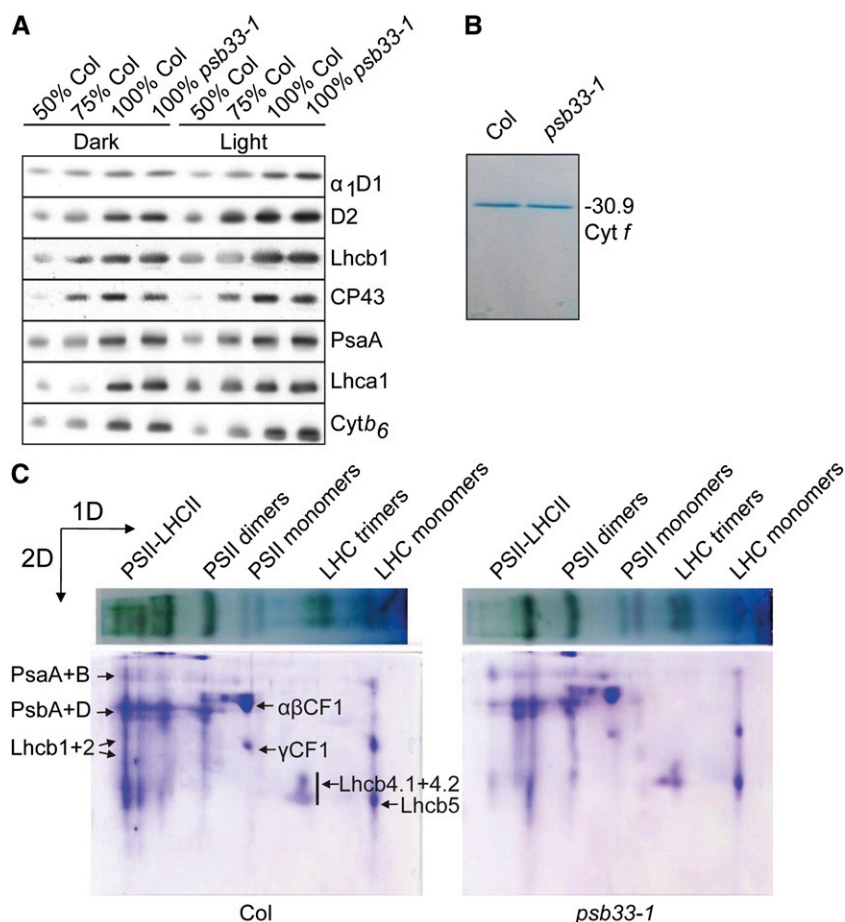 A
50% Col
75% Col
100% Col
100% psb33-1
50% Col
75% Col
100% Col
100% psb33-1
Dark
Light
α1D1
D2
Lhcb1
CP43
PsaA
Lhca1
Cytb6
B
Col
psb33-1
-30.9
Cyt f
C
1D
2D
PSII-LHCII
PSII dimers
PSII monomers
LHC trimers
LHC monomers
PSII-LHCII
PSII dimers
PSII monomers
LHC trimers
LHC monomers
PsaA+B
PsbA+D
Lhcb1+2
αβCF1
γCF1
Lhcb4.1+4.2
Lhcb5
Col
psb33-1